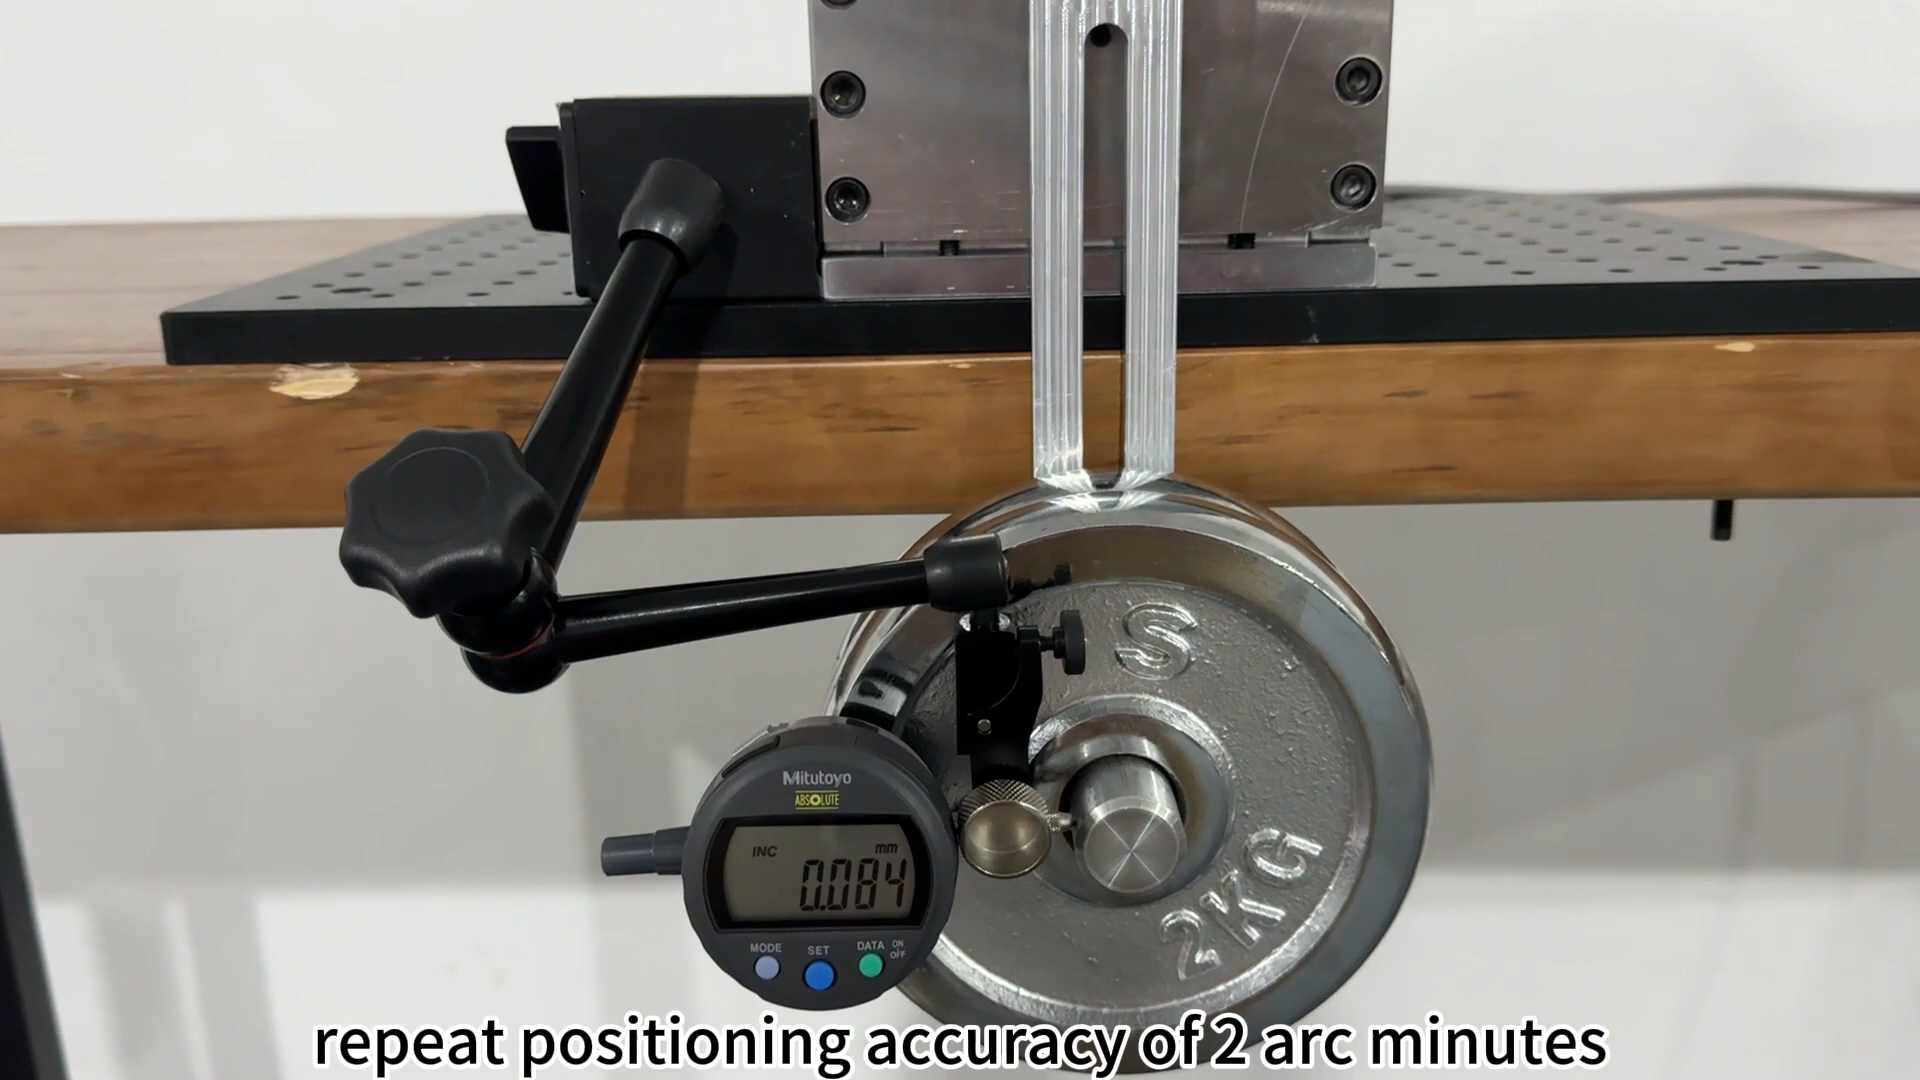 S
Mitutoyo
ABSOLUTE
INC
mm
0.084
MODE
SET
DATA
ON
OFF
2KG
repeat positioning accuracy of 2 arc minutes